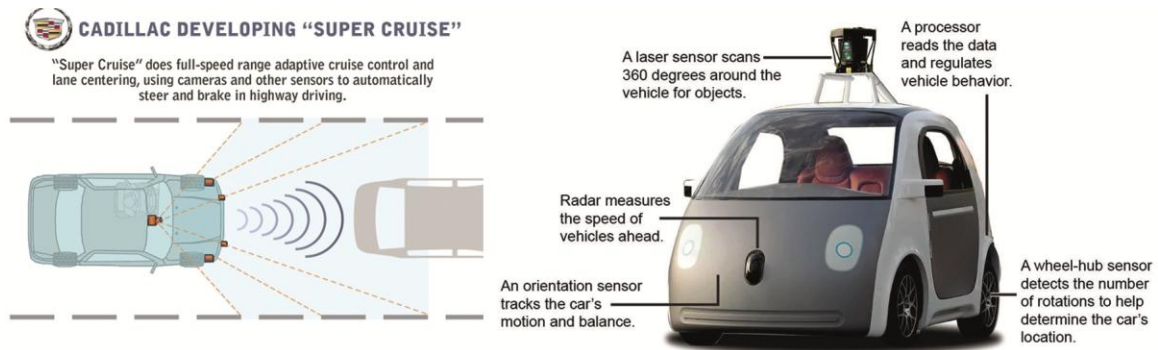 CADILLAC DEVELOPING “SUPER CRUISE”
“Super Cruise” does full-speed range adaptive cruise control and
lane centering, using cameras and other sensors to automatically
steer and brake in highway driving.
A laser sensor scans
360 degrees around the
vehicle for objects.
A processor
reads the data
and regulates
vehicle behavior.
Radar measures
the speed of
vehicles ahead.
An orientation sensor
tracks the car’s
motion and balance.
A wheel-hub sensor
detects the number
of rotations to help
determine the car’s
location.